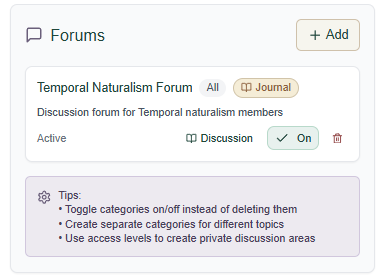 Forums
+ Add
Temporal Naturalism Forum All Journal
Discussion forum for Temporal naturalism members
Active Discussion On
Tips:
• Toggle categories on/off instead of deleting them
• Create separate categories for different topics
• Use access levels to create private discussion areas